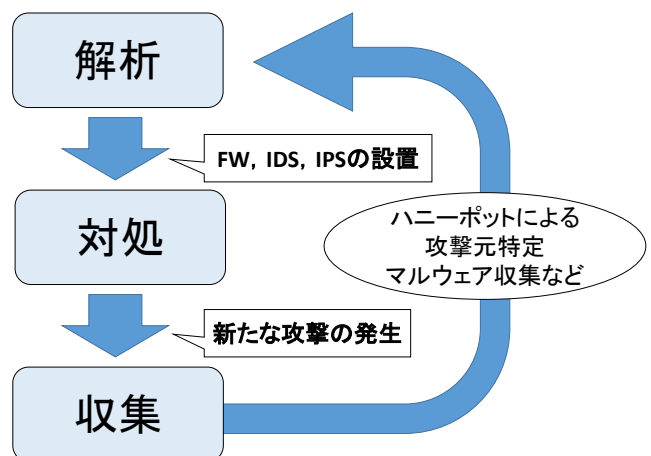 解析
FW，IDS，IPSの設置
対処
ハニーポットによる
攻撃元特定
マルウェア収集など
新たな攻撃の発生
収集